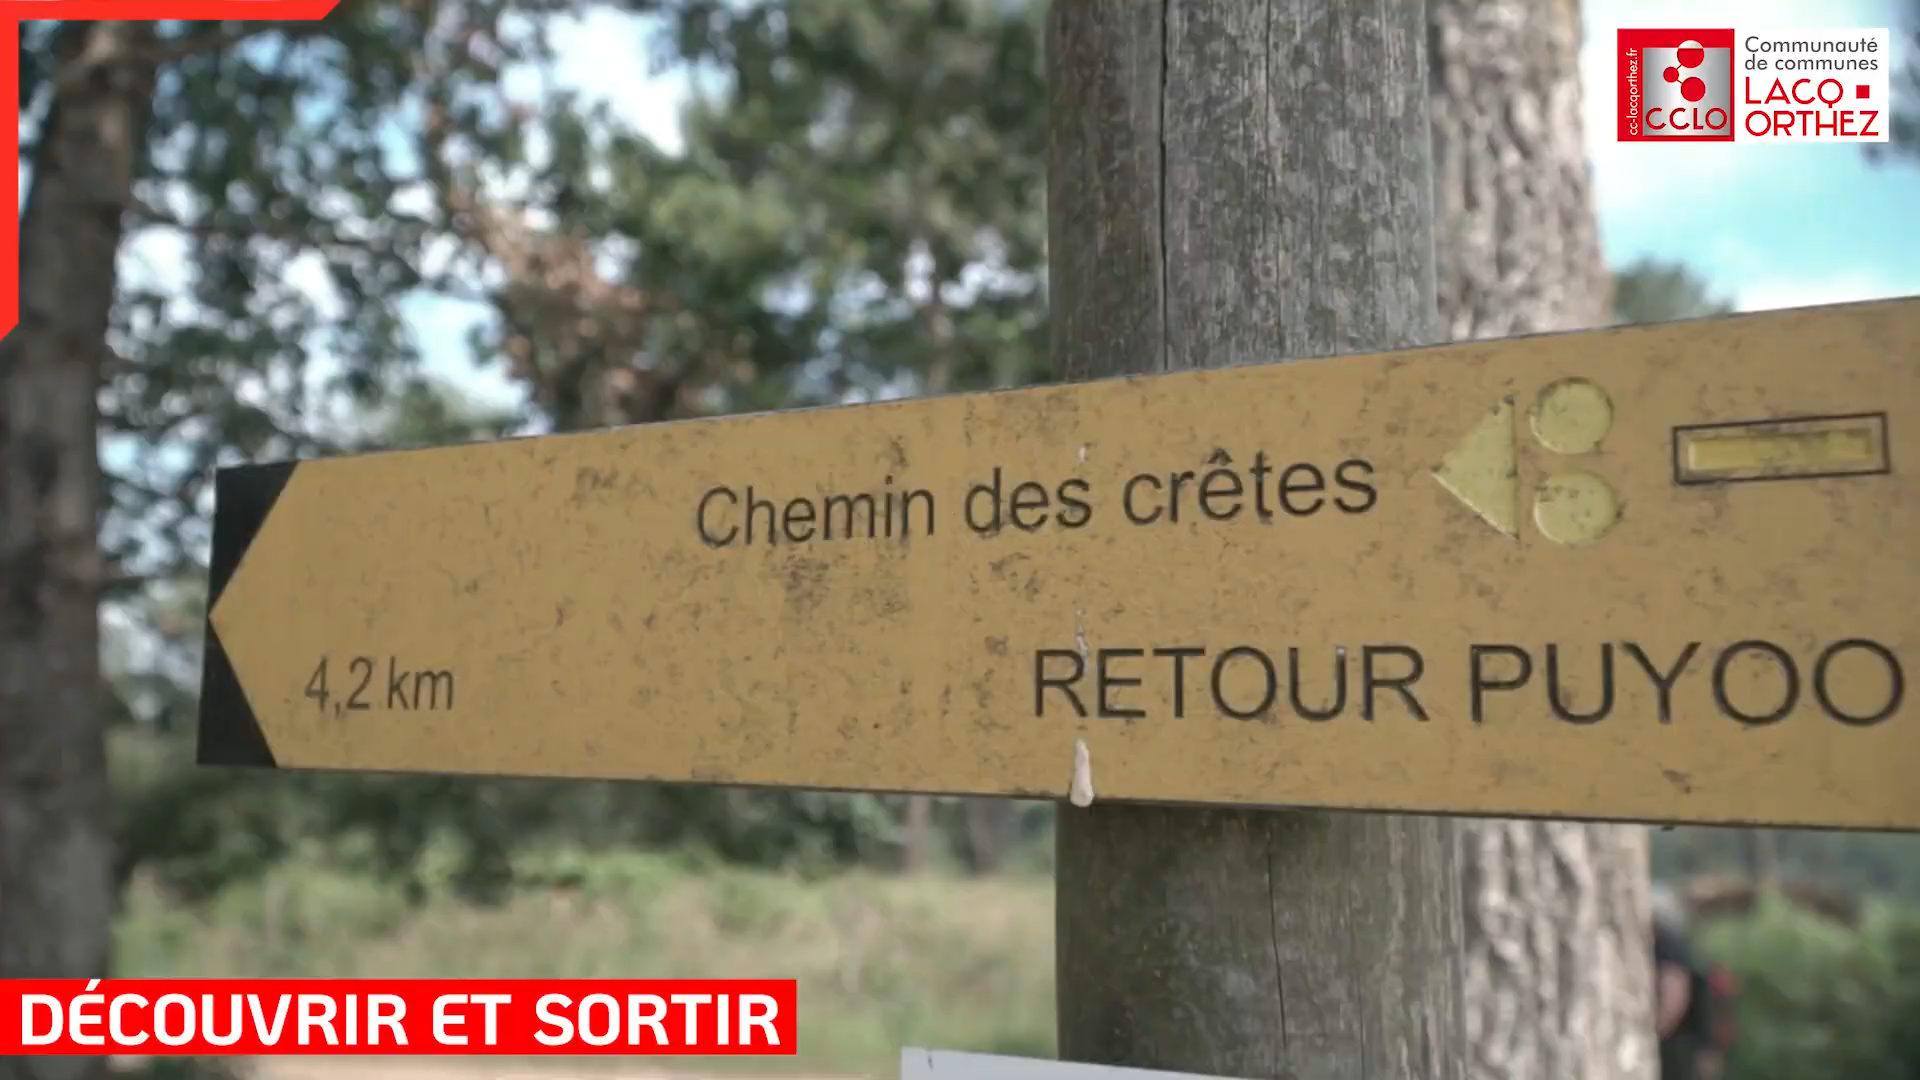 cc-lacqorthez.fr
CCLO
Communauté
de communes
LACQ
ORTHEZ
Chemin des crêtes
4,2 km
RETOUR PUYOO
DÉCOUVRIR ET SORTIR